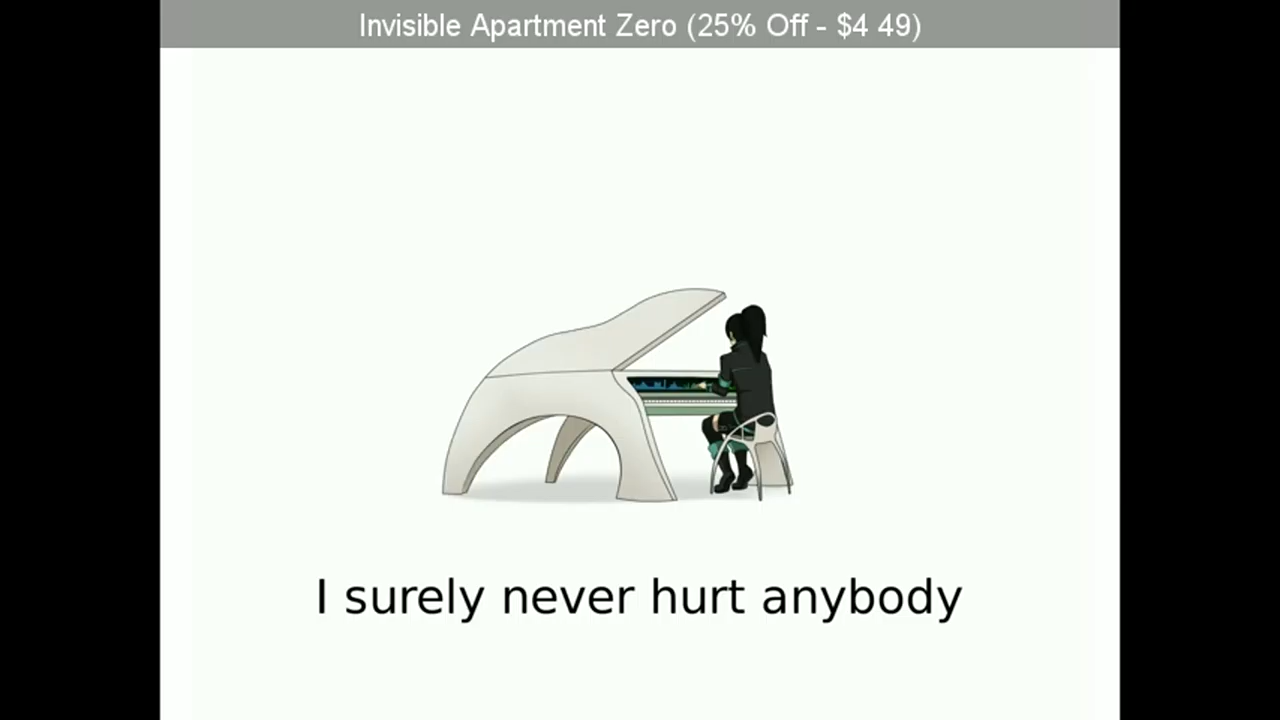 Invisible Apartment Zero (25% Off - $4 49)
I surely never hurt anybody